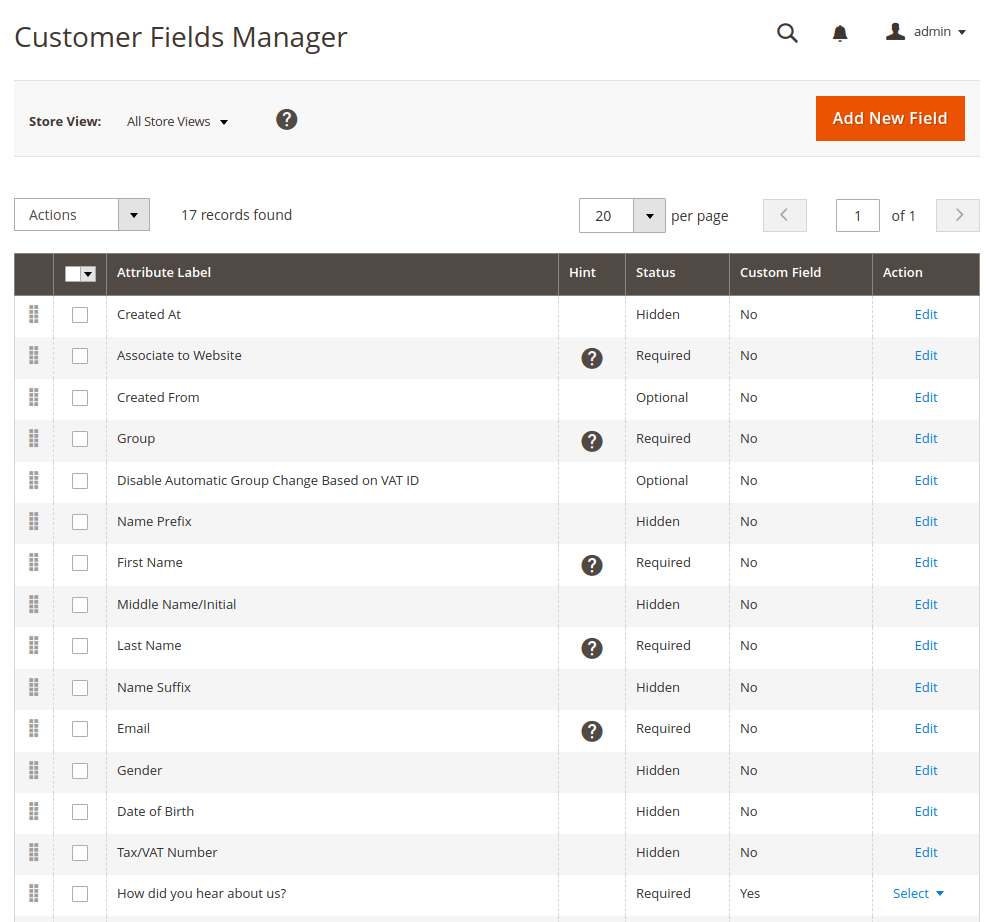 Customer Fields Manager
admin
Store View: All Store Views ?
Add New Field
Actions 17 records found 20 per page 1 of 1
Attribute Label Hint Status Custom Field Action
Created At Hidden No Edit
Associate to Website ? Required No Edit
Created From Optional No Edit
Group ? Required No Edit
Disable Automatic Group Change Based on VAT ID Optional No Edit
Name Prefix Hidden No Edit
First Name ? Required No Edit
Middle Name/Initial Hidden No Edit
Last Name ? Required No Edit
Name Suffix Hidden No Edit
Email ? Required No Edit
Gender Hidden No Edit
Date of Birth Hidden No Edit
Tax/VAT Number Hidden No Edit
How did you hear about us? Required Yes Select